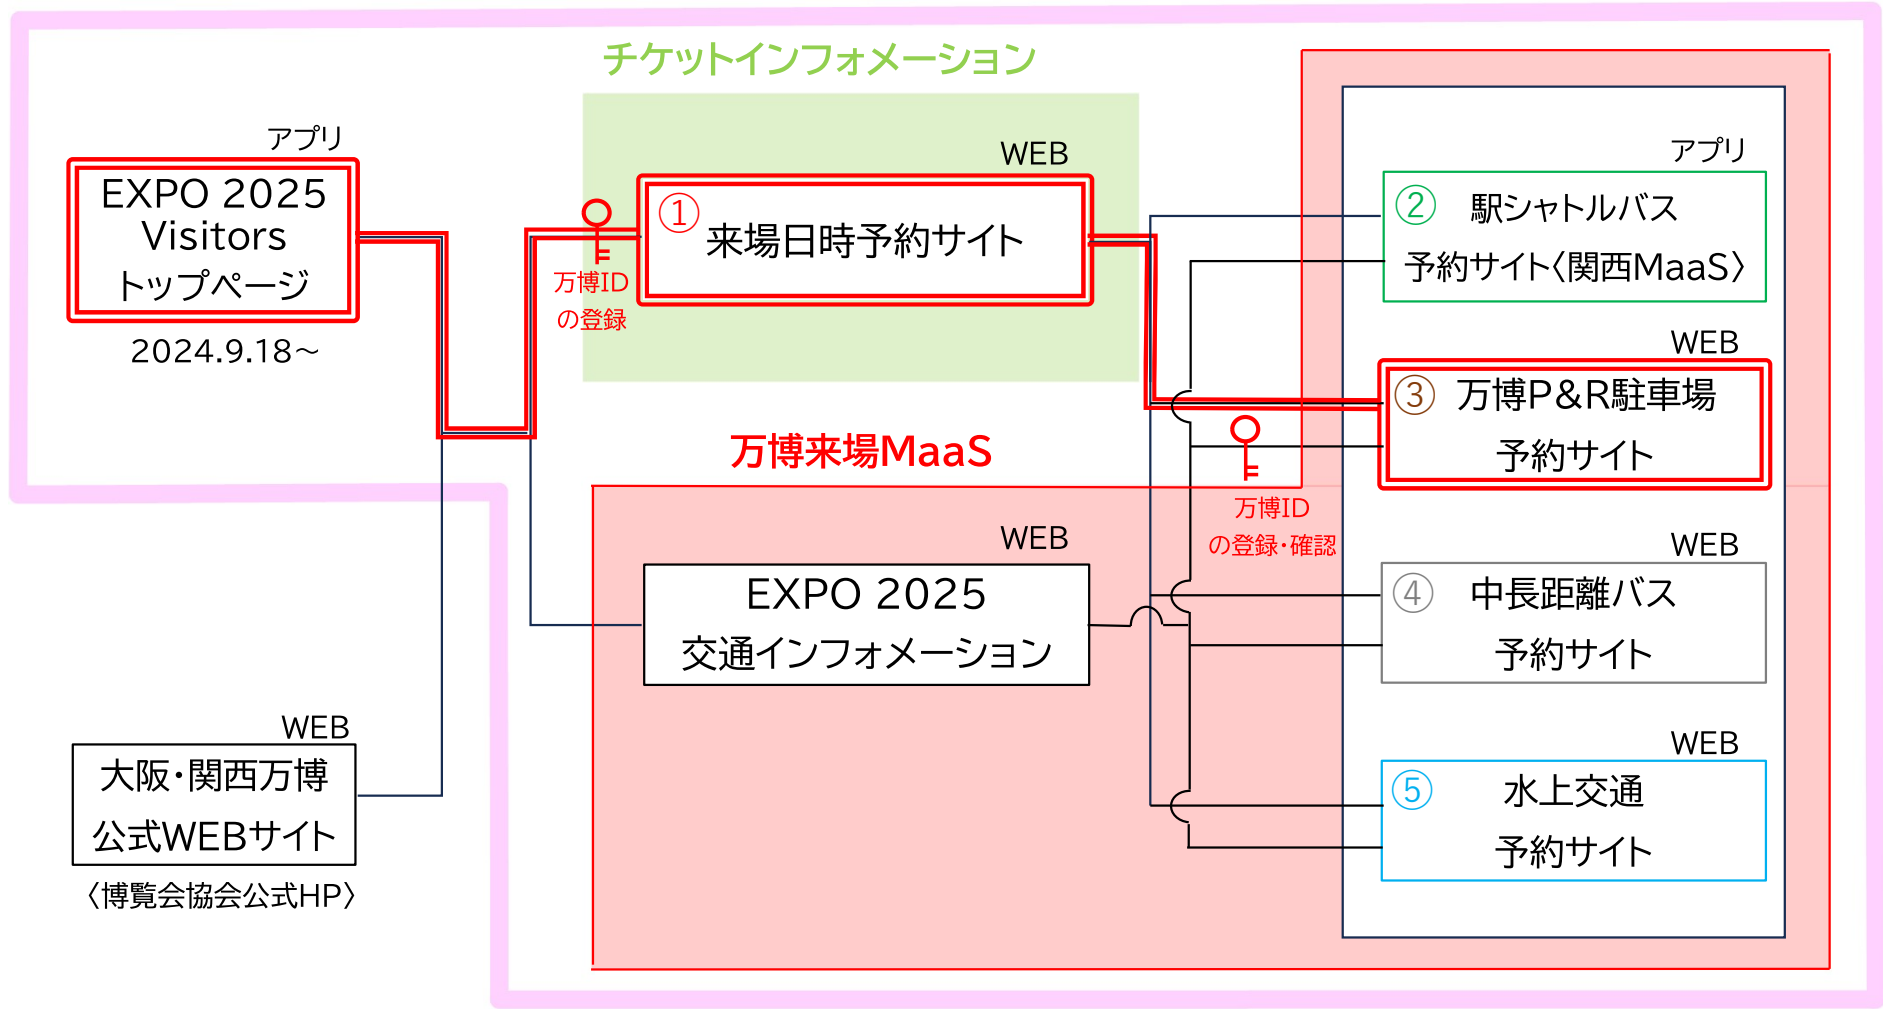 チケットインフォメーション
アプリ
EXPO 2025
Visitors
トップページ
2024.9.18～
WEB
①
来場日時予約サイト
万博ID
の登録
アプリ
② 駅シャトルバス
予約サイト〈関西MaaS〉
WEB
③ 万博P&R駐車場
予約サイト
万博来場MaaS
万博ID
の登録・確認
WEB
EXPO 2025
交通インフォメーション
WEB
④ 中長距離バス
予約サイト
WEB
大阪・関西万博
公式WEBサイト
〈博覧会協会公式HP〉
WEB
⑤ 水上交通
予約サイト